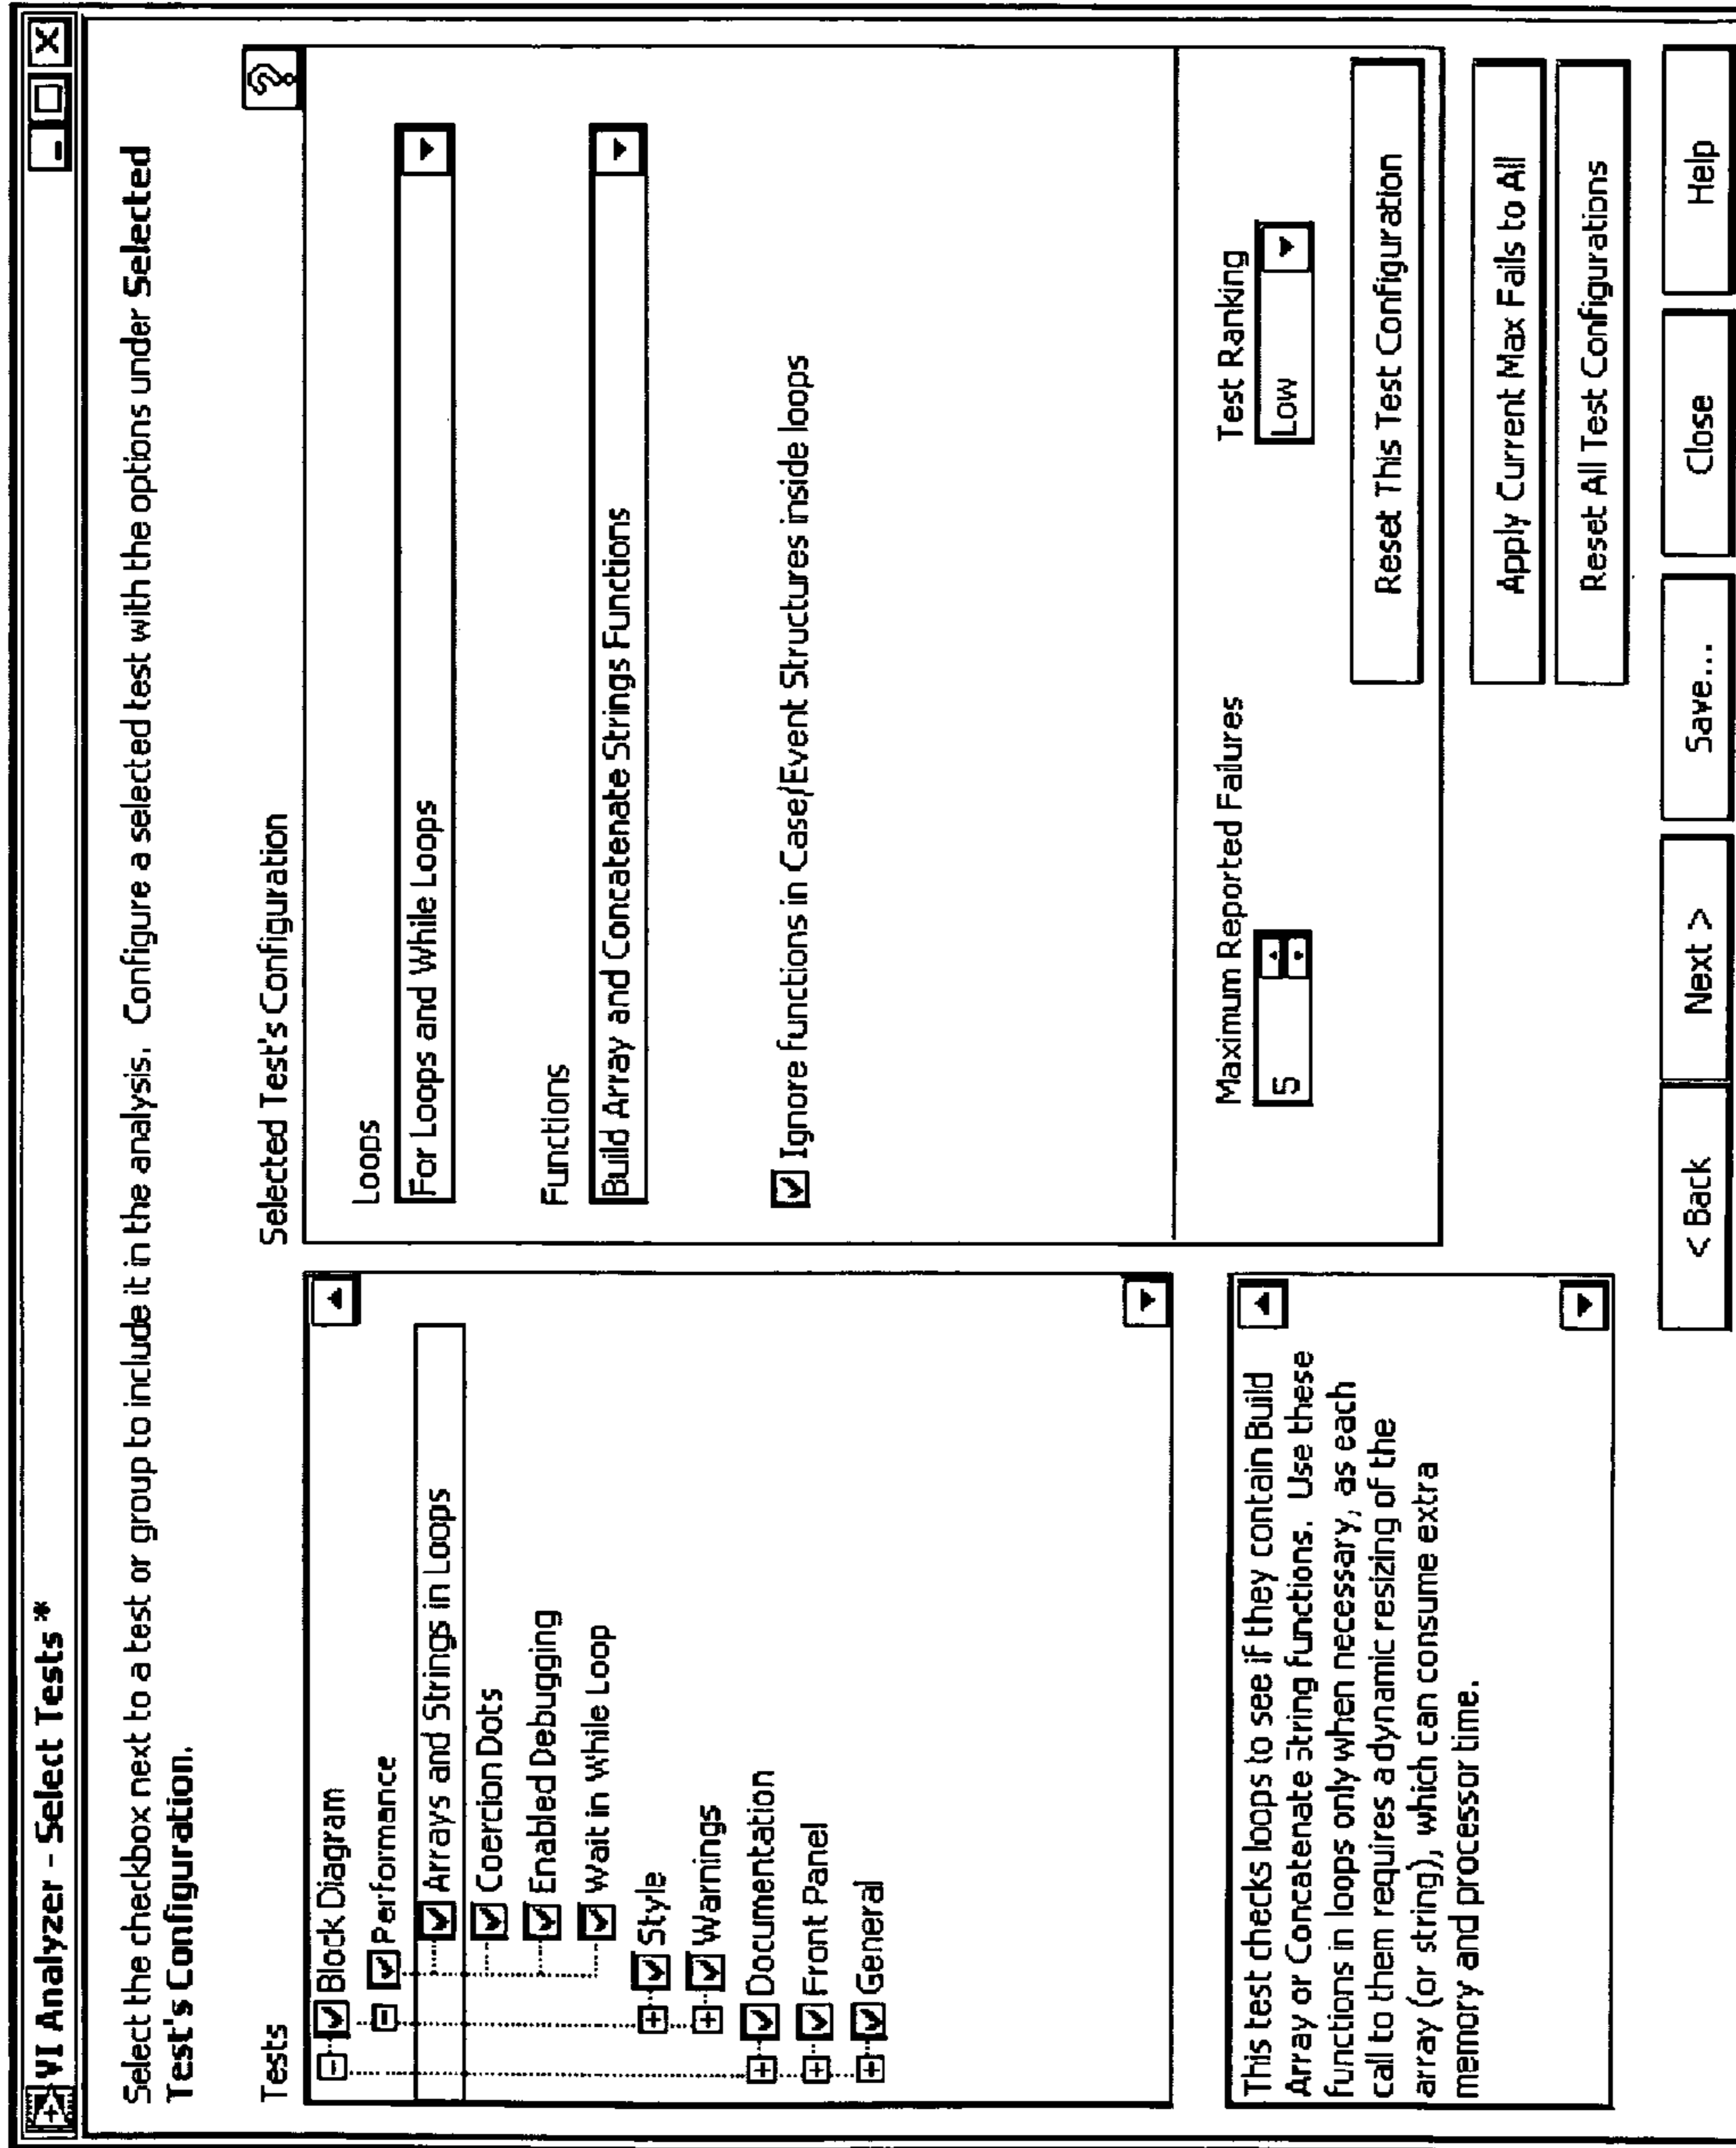 VI Analyzer - Select Tests *
Select the checkbox next to a test or group to include it in the analysis. Configure a selected test with the options under Selected
Test's Configuration.
Tests
Block Diagram
Performance
Arrays and Strings in Loops
Coercion Dots
Enabled Debugging
Wait in While Loop
Style
Warnings
Documentation
Front Panel
General
This test checks loops to see if they contain Build
Array or Concatenate String functions. Use these
functions in loops only when necessary, as each
call to them requires a dynamic resizing of the
array (or string), which can consume extra
memory and processor time.
Selected Test's Configuration
?
Loops
For Loops and While Loops
Functions
Build Array and Concatenate Strings Functions
Ignore functions in Case/Event Structures inside loops
Maximum Reported Failures
5
Test Ranking
Low
Reset This Test Configuration
Apply Current Max Fails to All
Reset All Test Configurations
< Back
Next >
Save...
Close
Help